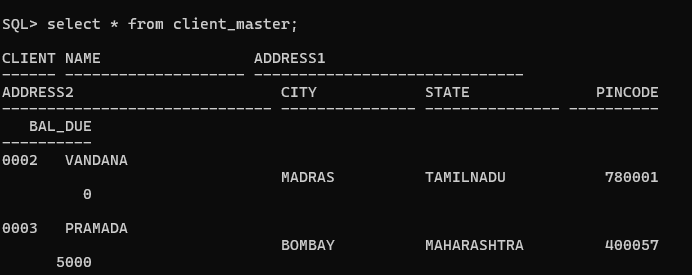 SQL> select * from client_master;
CLIENT NAME                 ADDRESS1
------ -------------------- ------------------------------
ADDRESS2                       CITY            STATE              PINCODE
------------------------------ --------------- --------------- ----------
   BAL_DUE
----------
0002   VANDANA
                               MADRAS          TAMILNADU           780001
         0
0003   PRAMADA
                               BOMBAY          MAHARASHTRA         400057
      5000